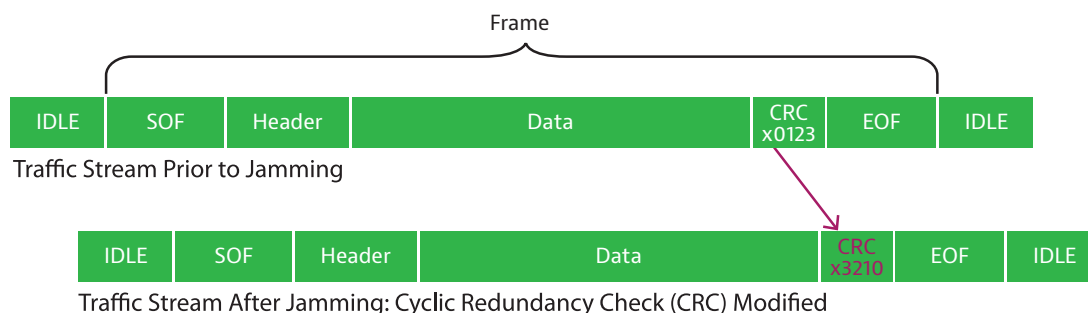 Frame
IDLE SOF Header Data CRC x0123 EOF IDLE
Traffic Stream Prior to Jamming
IDLE SOF Header Data CRC x3210 EOF IDLE
Traffic Stream After Jamming: Cyclic Redundancy Check (CRC) Modified